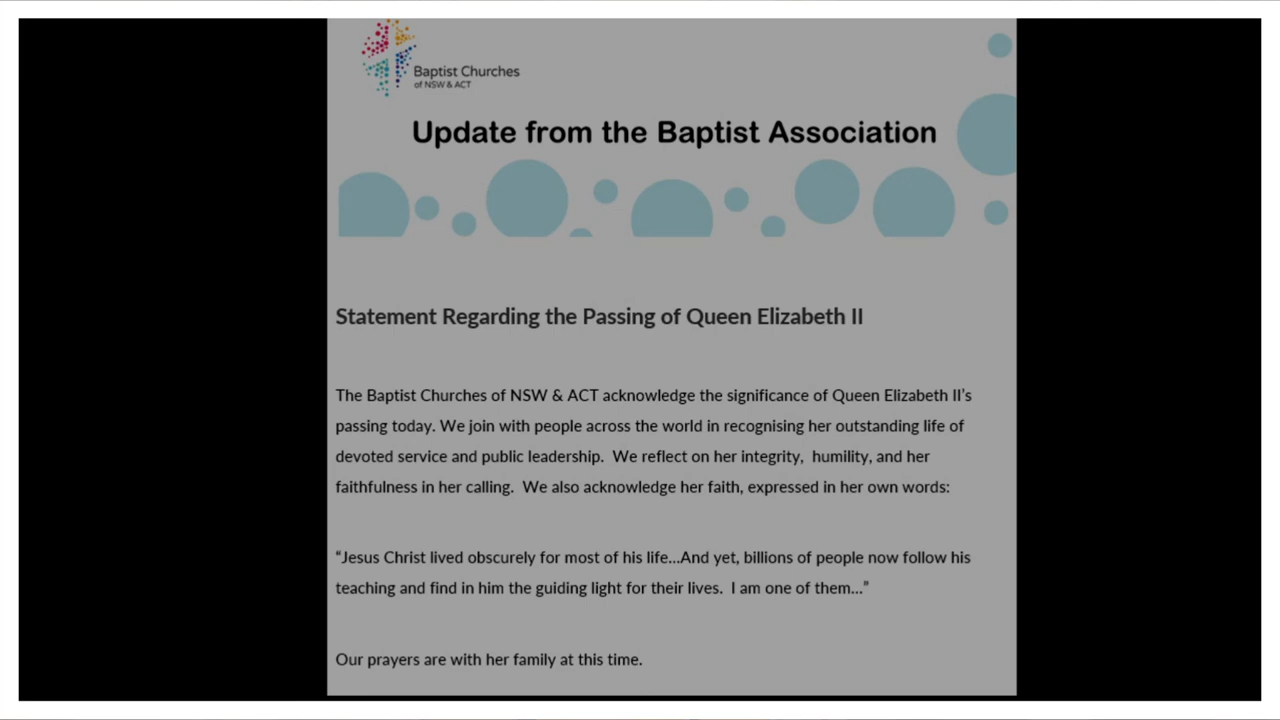 Baptist Churches
of NSW & ACT
Update from the Baptist Association
Statement Regarding the Passing of Queen Elizabeth II
The Baptist Churches of NSW & ACT acknowledge the significance of Queen Elizabeth II's
passing today. We join with people across the world in recognising her outstanding life of
devoted service and public leadership.  We reflect on her integrity,  humility, and her
faithfulness in her calling.  We also acknowledge her faith, expressed in her own words:
“Jesus Christ lived obscurely for most of his life...And yet, billions of people now follow his
teaching and find in him the guiding light for their lives.  I am one of them...”
Our prayers are with her family at this time.